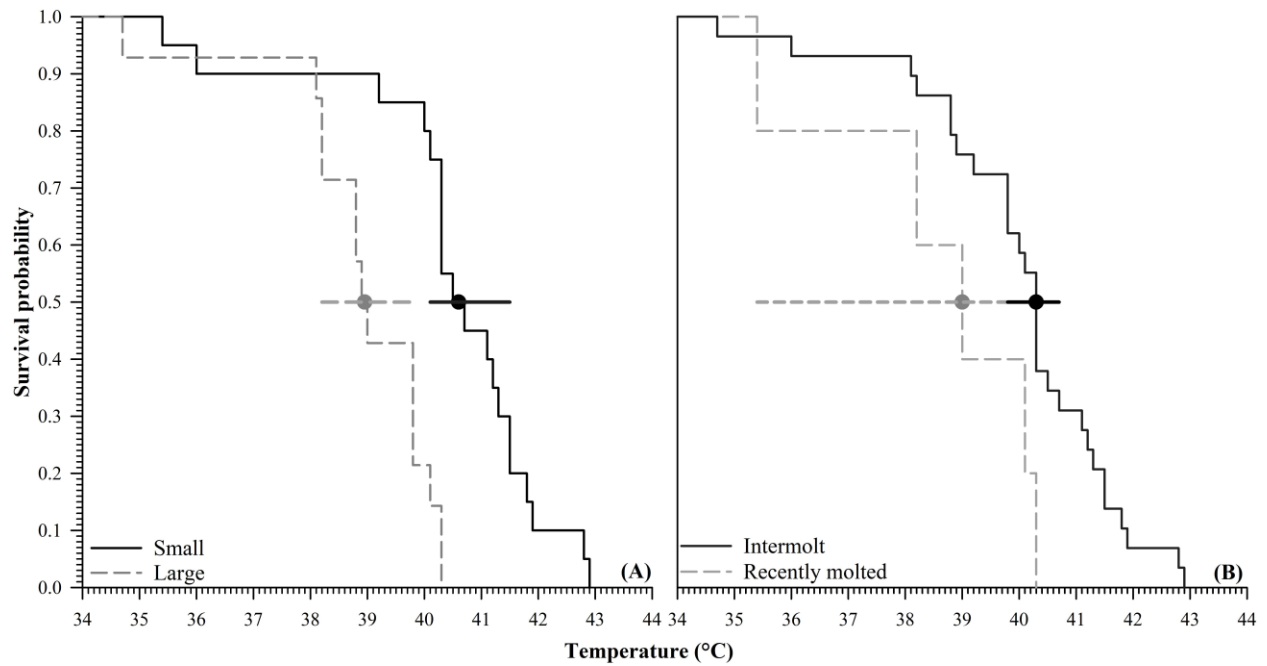 Survival probability
1.0
0.9
0.8
0.7
0.6
0.5
0.4
0.3
0.2
0.1
0.0
Small
Large
(A)
34 35 36 37 38 39 40 41 42 43 44
Intermolt
Recently molted
(B)
34 35 36 37 38 39 40 41 42 43 44
Temperature (°C)